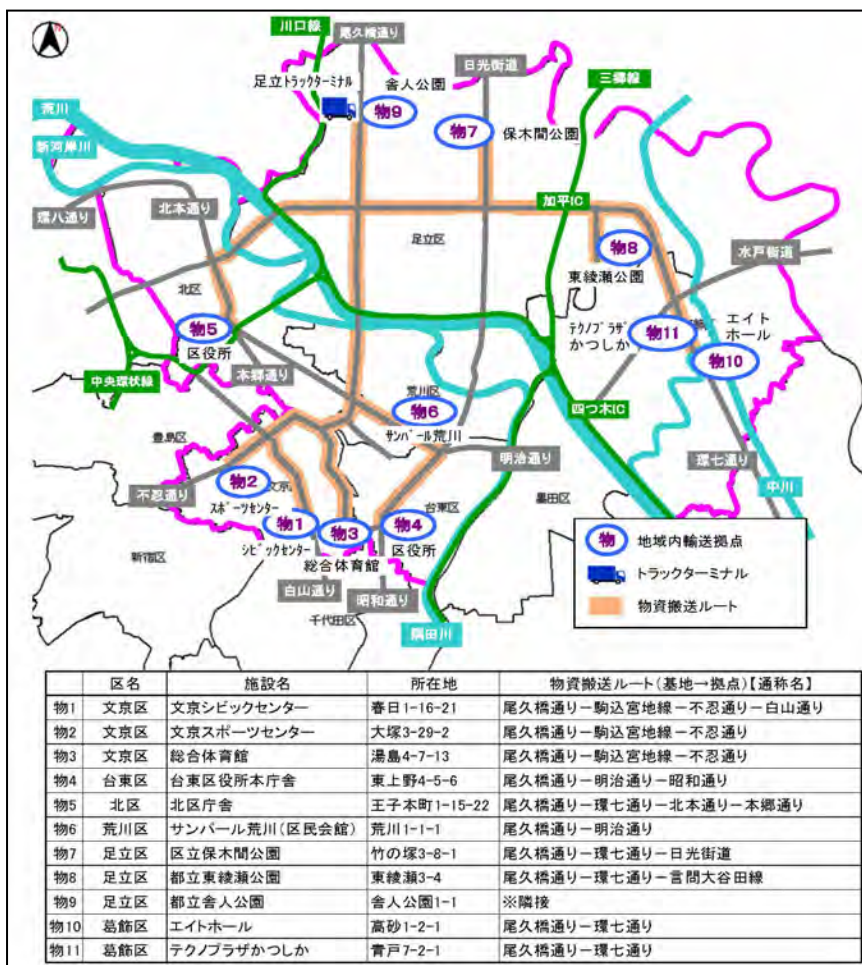 川口線
尾久橋通り
日光街道
足立トラックターミナル
舎人公園
三郷線
物9
物7
保木間公園
荒川
新河岸川
環八通り
北本通り
加平IC
足立区
物8
東綾瀬公園
水戸街道
北区
物5
区役所
テクノプラザ
かつしか
物11
エイト
ホール
物10
中央環状線
本郷通り
荒川区
物6
サンパール荒川
四つ木IC
豊島区
明治通り
環七通り
不忍通り
物2
文京
スポーツセンター
台東区
墨田区
中川
物1
シビックセンター
物3
総合体育館
物4
区役所
新宿区
白山通り
昭和通り
千代田区
隅田川
物 地域内輸送拠点
トラックターミナル
物資搬送ルート
区名 施設名 所在地 物資搬送ルート(基地→拠点)【通称名】
物1 文京区 文京シビックセンター 春日1-16-21 尾久橋通りー駒込宮地線ー不忍通りー白山通り
物2 文京区 文京スポーツセンター 大塚3-29-2 尾久橋通りー駒込宮地線ー不忍通り
物3 文京区 総合体育館 湯島4-7-13 尾久橋通りー駒込宮地線ー不忍通り
物4 台東区 台東区役所本庁舎 東上野4-5-6 尾久橋通りー明治通りー昭和通り
物5 北区 北区庁舎 王子本町1-15-22 尾久橋通りー環七通りー北本通りー本郷通り
物6 荒川区 サンパール荒川(区民会館) 荒川1-1-1 尾久橋通りー明治通り
物7 足立区 区立保木間公園 竹の塚3-8-1 尾久橋通りー環七通りー日光街道
物8 足立区 都立東綾瀬公園 東綾瀬3-4 尾久橋通りー環七通りー言問大谷田線
物9 足立区 都立舎人公園 舎人公園1-1 ※隣接
物10 葛飾区 エイトホール 高砂1-2-1 尾久橋通りー環七通り
物11 葛飾区 テクノプラザかつしか 青戸7-2-1 尾久橋通りー環七通り